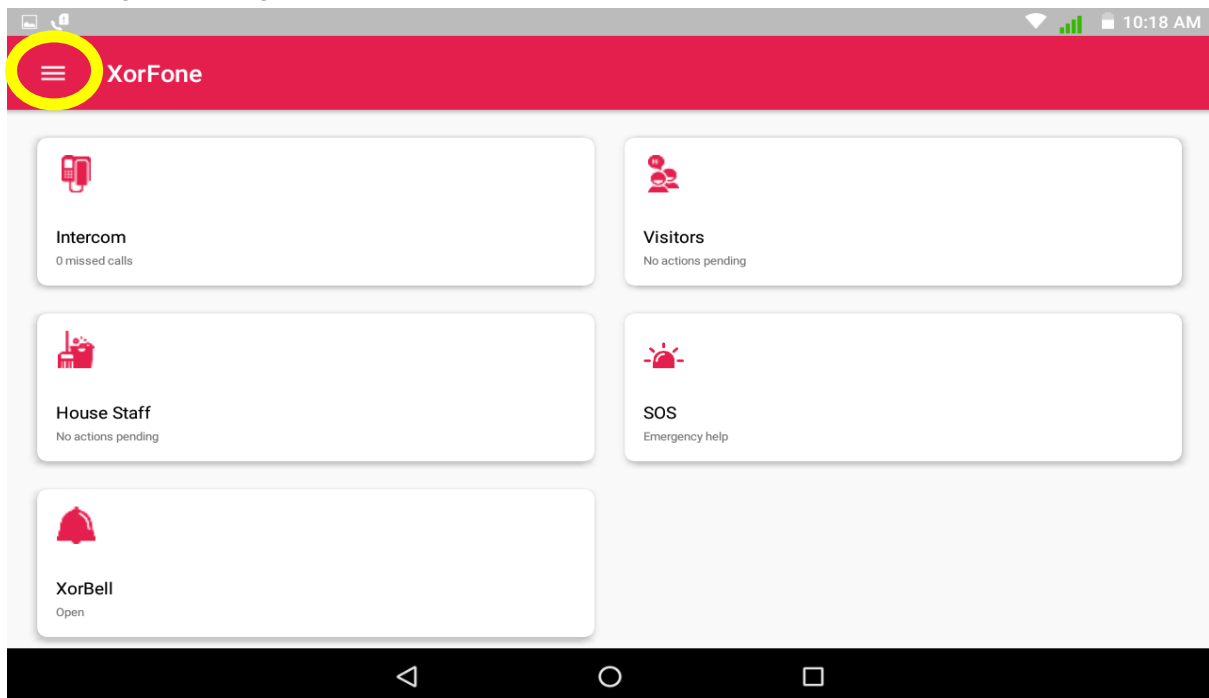 10:18 AM
XorFone
Intercom
0 missed calls
Visitors
No actions pending
House Staff
No actions pending
SOS
Emergency help
XorBell
Open